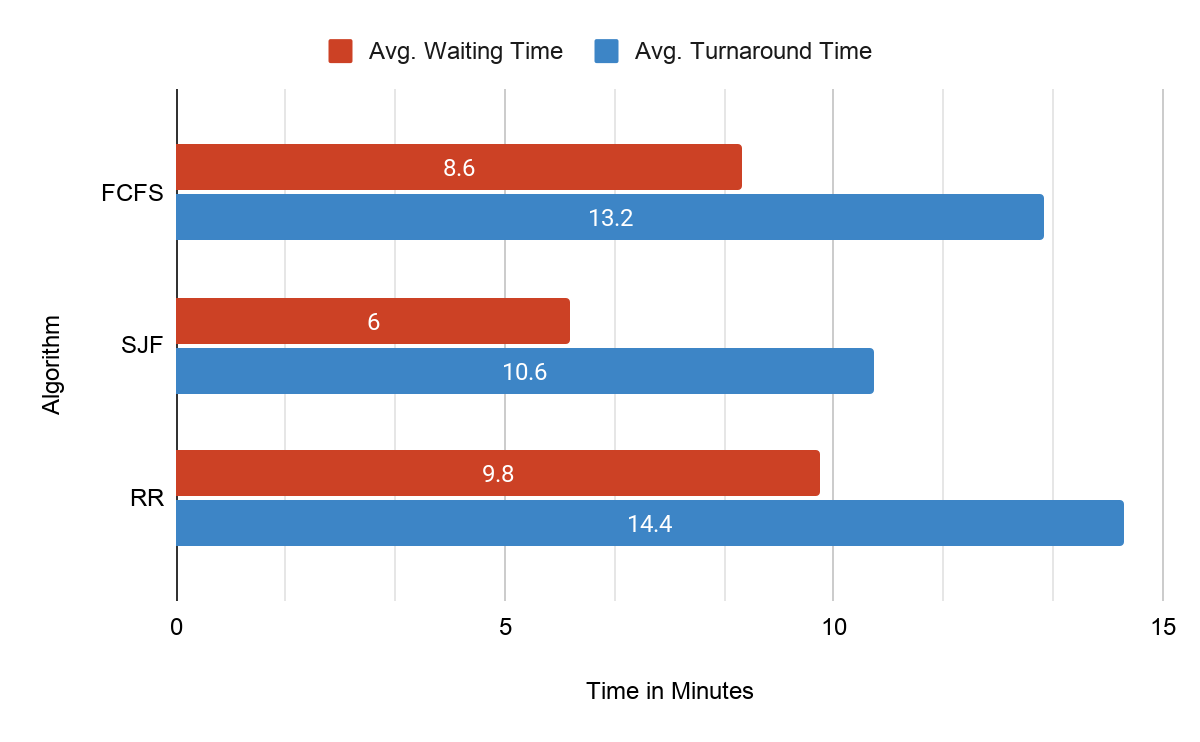 Avg. Waiting Time Avg. Turnaround Time
FCFS
8.6
13.2
SJF
6
10.6
RR
9.8
14.4
Algorithm
0 5 10 15
Time in Minutes